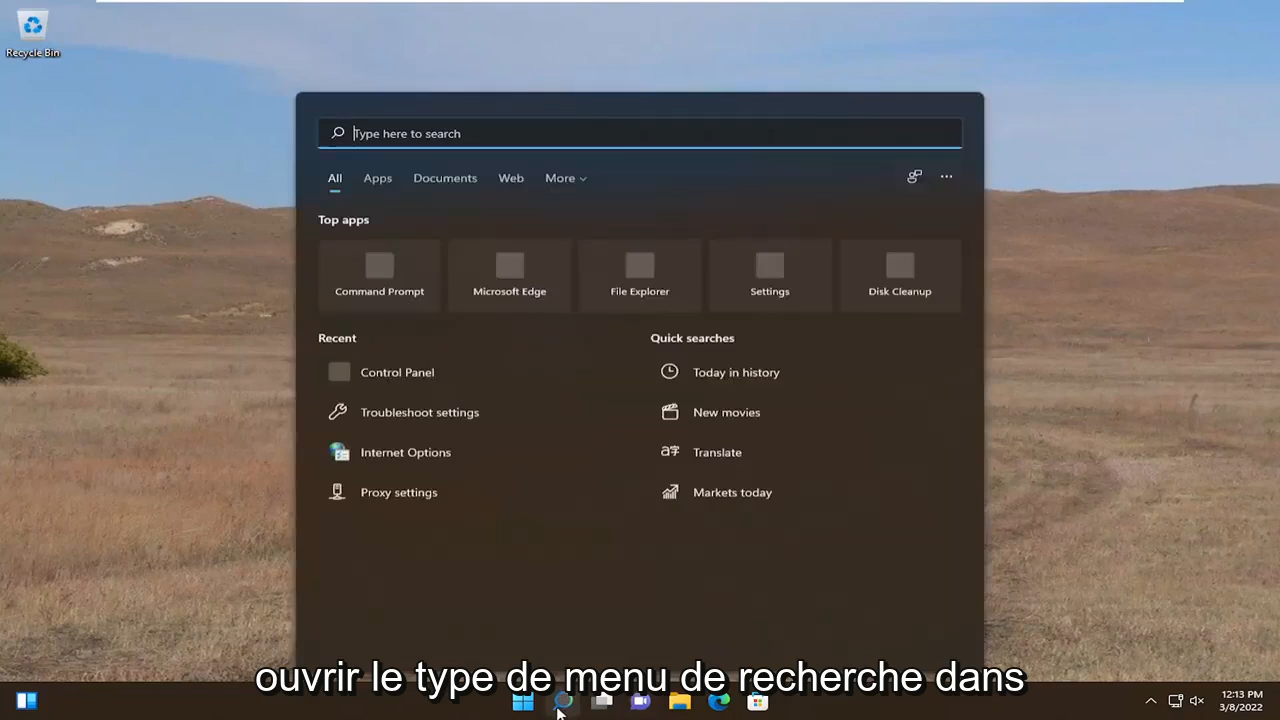 Recycle Bin
Type here to search
All Apps Documents Web More
Top apps
Command Prompt Microsoft Edge File Explorer Settings Disk Cleanup
Recent Quick searches
Control Panel Today in history
Troubleshoot settings New movies
Internet Options Translate
Proxy settings Markets today
ouvrir le type de menu de recherche dans
12:13 PM
3/8/2022